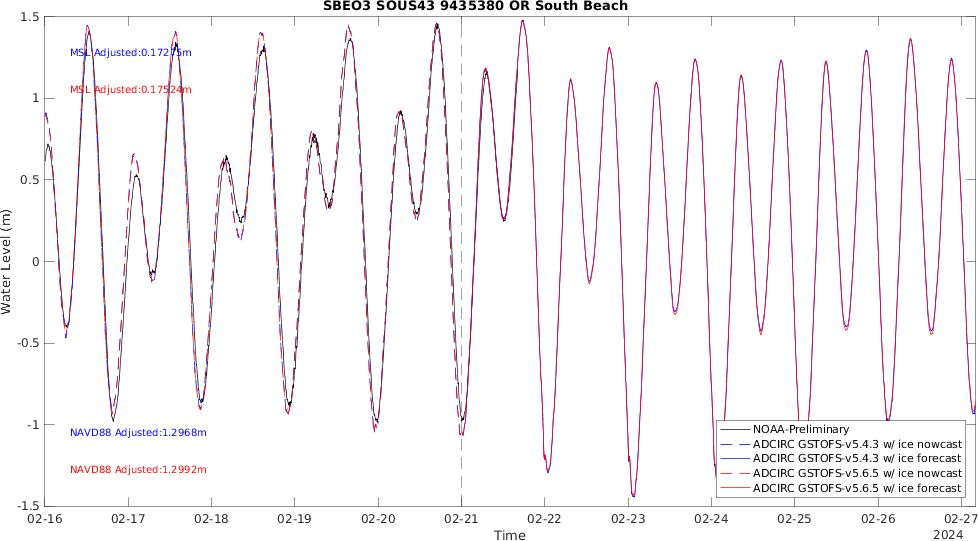 SBEO3 SOUS43 9435380 OR South Beach
1.5
1
0.5
0
-0.5
-1
-1.5
Water Level (m)
MSL Adjusted:0.17275m
MSL Adjusted:0.17524m
NAVD88 Adjusted:1.2968m
NAVD88 Adjusted:1.2992m
NOAA-Preliminary
ADCIRC GSTOFS-v5.4.3 w/ ice nowcast
ADCIRC GSTOFS-v5.4.3 w/ ice forecast
ADCIRC GSTOFS-v5.6.5 w/ ice nowcast
ADCIRC GSTOFS-v5.6.5 w/ ice forecast
02-16 02-17 02-18 02-19 02-20 02-21 02-22 02-23 02-24 02-25 02-26 02-27
Time
2024